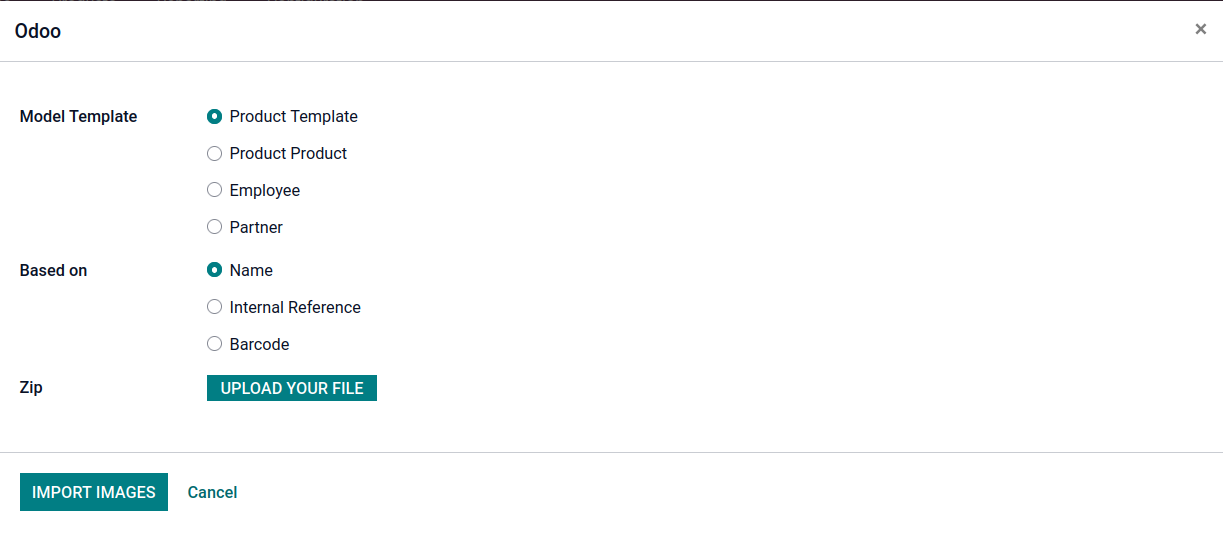 Odoo
×
Model Template
Product Template
Product Product
Employee
Partner
Based on
Name
Internal Reference
Barcode
Zip
UPLOAD YOUR FILE
IMPORT IMAGES
Cancel